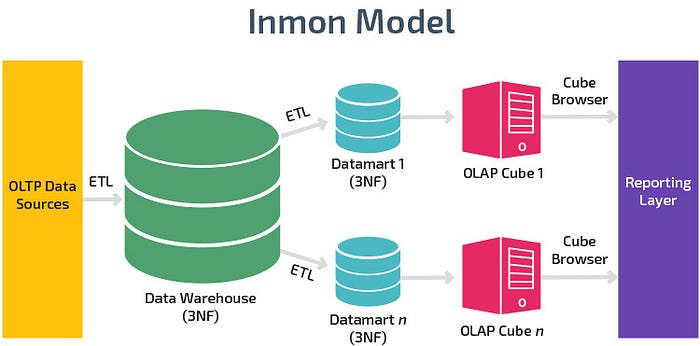 Inmon Model
OLTP Data
Sources
ETL
Data Warehouse
(3NF)
ETL
Datamart 1
(3NF)
OLAP Cube 1
Cube
Browser
ETL
Datamart n
(3NF)
OLAP Cube n
Cube
Browser
Reporting
Layer